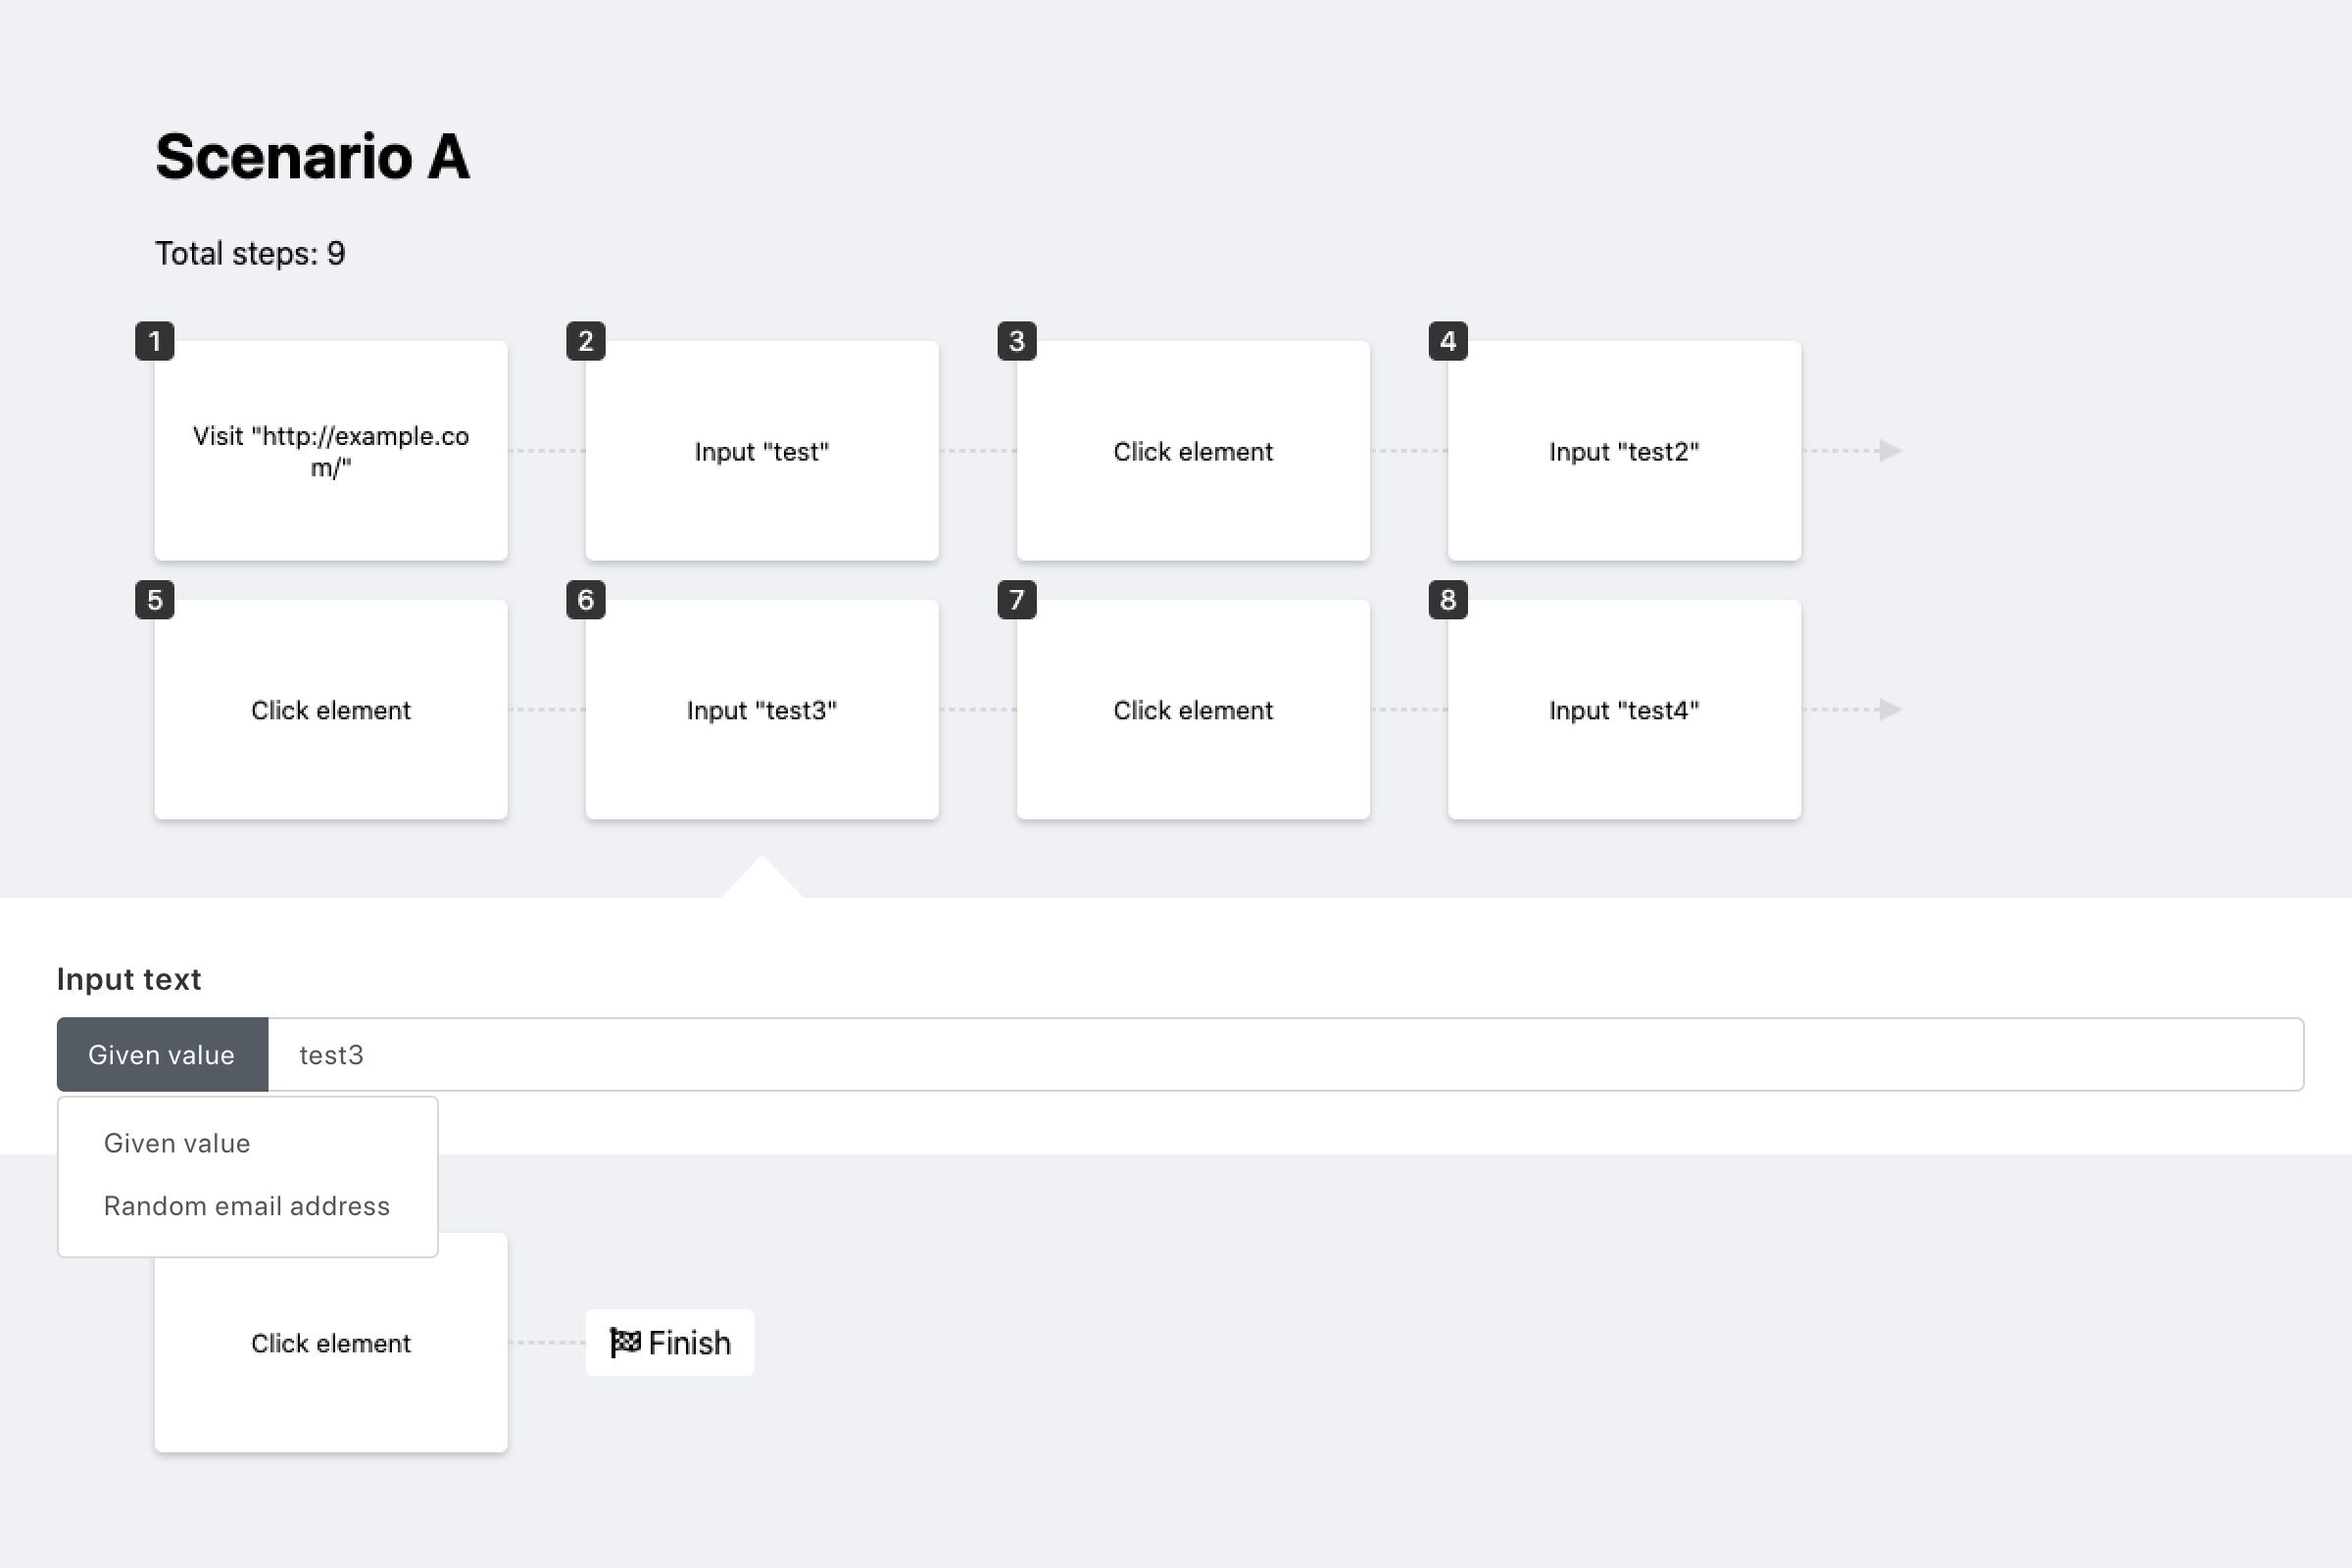 Scenario A
Total steps: 9
1
2
3
4
Visit "http://example.co
m/"
Input "test"
Click element
Input "test2"
5
6
7
8
Click element
Input "test3"
Click element
Input "test4"
Input text
Given value
test3
Given value
Random email address
Click element
Finish